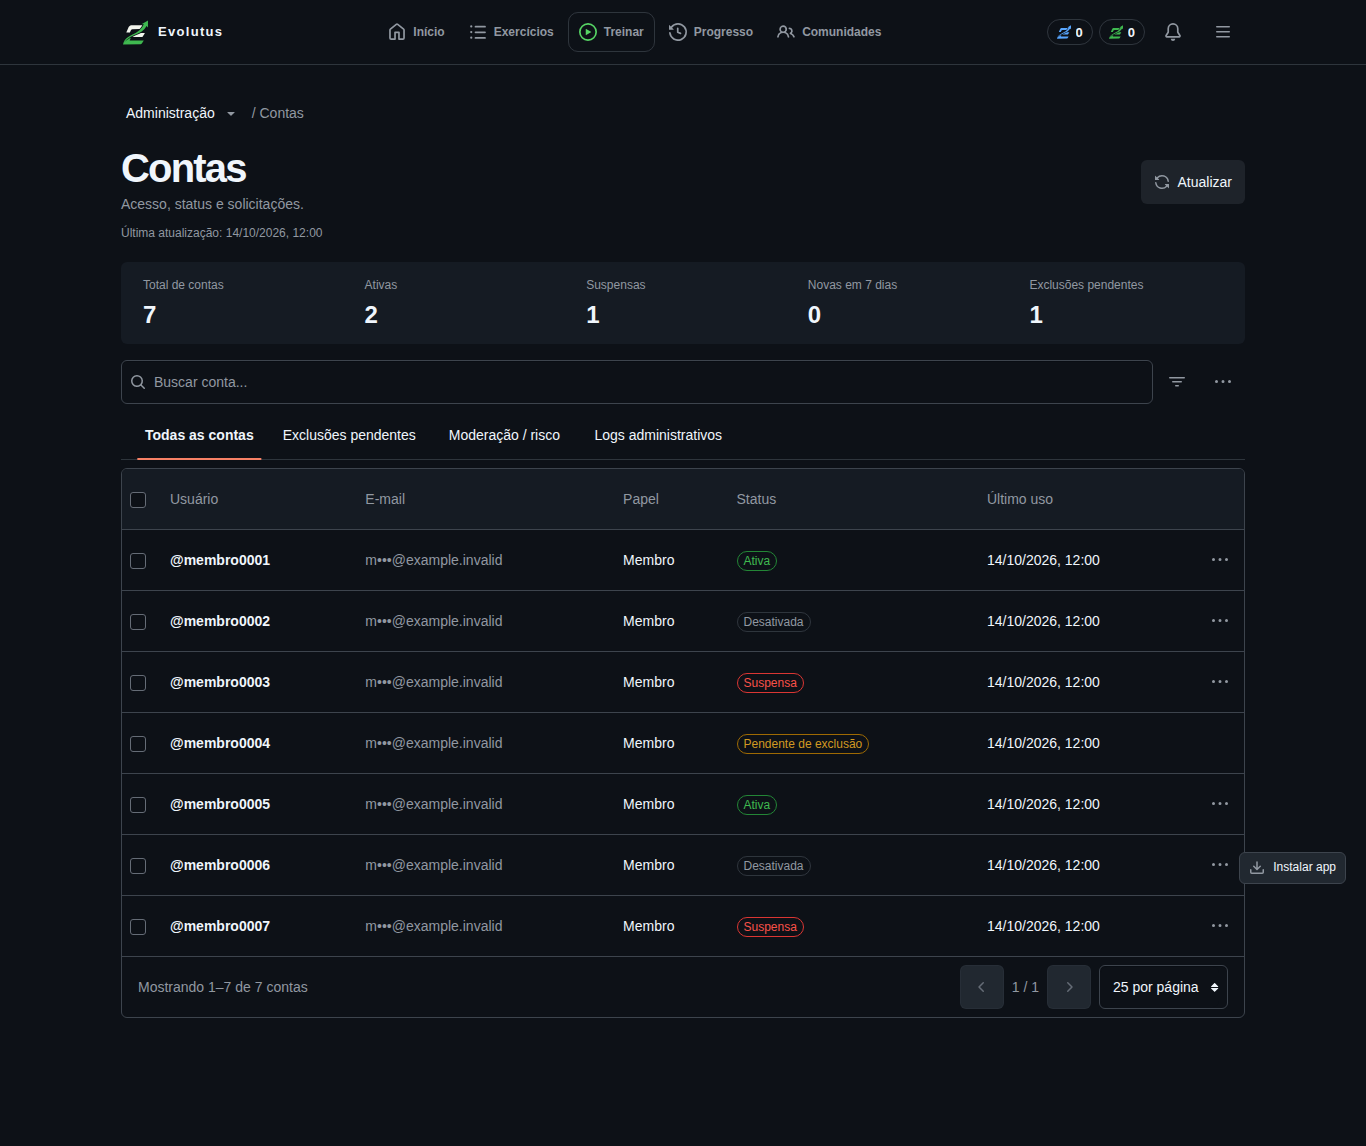 Evolutus
Início
Exercícios
Treinar
Progresso
Comunidades
0
0
Administração
/ Contas
Contas
Acesso, status e solicitações.
Última atualização: 14/10/2026, 12:00
Atualizar
Total de contas
7
Ativas
2
Suspensas
1
Novas em 7 dias
0
Exclusões pendentes
1
Buscar conta...
Todas as contas
Exclusões pendentes
Moderação / risco
Logs administrativos
Usuário E-mail Papel Status Último uso
@membro0001 m•••@example.invalid Membro Ativa 14/10/2026, 12:00
@membro0002 m•••@example.invalid Membro Desativada 14/10/2026, 12:00
@membro0003 m•••@example.invalid Membro Suspensa 14/10/2026, 12:00
@membro0004 m•••@example.invalid Membro Pendente de exclusão 14/10/2026, 12:00
@membro0005 m•••@example.invalid Membro Ativa 14/10/2026, 12:00
@membro0006 m•••@example.invalid Membro Desativada 14/10/2026, 12:00
Instalar app
@membro0007 m•••@example.invalid Membro Suspensa 14/10/2026, 12:00
Mostrando 1–7 de 7 contas
1 / 1
25 por página